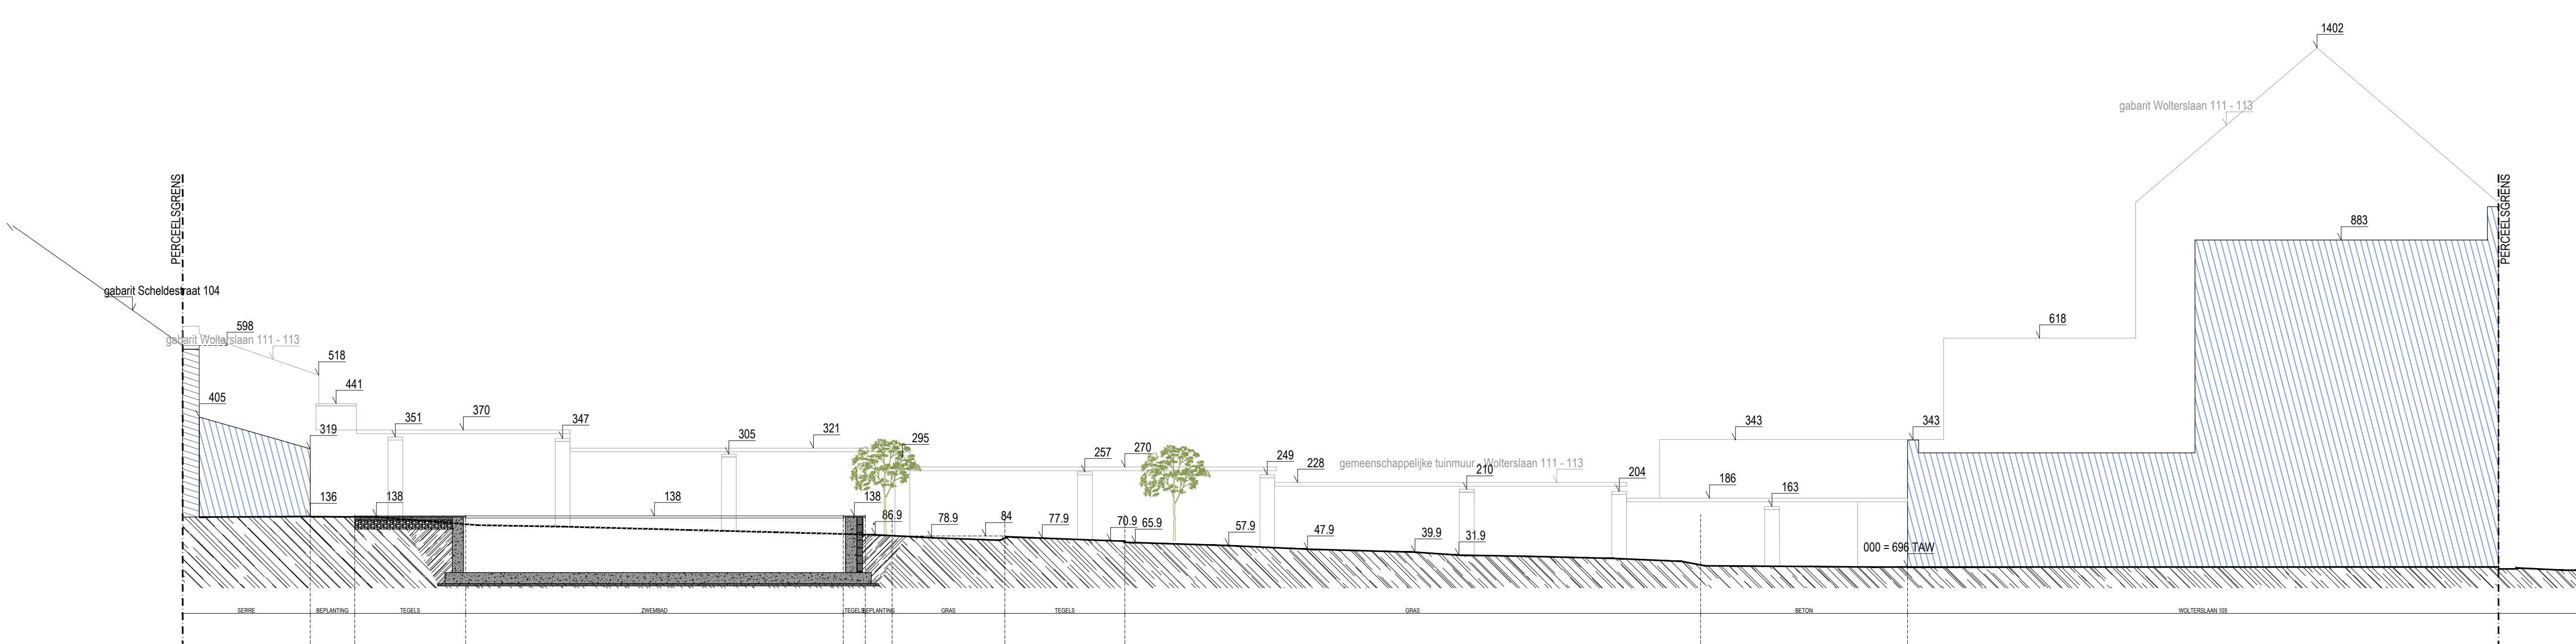 1402
gabarit Wolterslaan 111 - 113
PERCEELSGRENS
PERCEELSGRENS
883
gabarit Scheldestraat 104
598
618
gabarit Wolterslaan 111 - 113
518
441
405
351
370
347
343
343
319
305
321
295
257
270
249
228
gemeenschappelijke tuinmuur - Wolterslaan 111 - 113
210
204
186
163
136
138
138
138
86.9
78.9
84
77.9
70.9
65.9
57.9
47.9
39.9
31.9
000 = 696 TAW
SERRE
BEPLANTING
TEGELS
ZWEMBAD
TEGELS
BEPLANTING
GRAS
TEGELS
GRAS
BETON
WOLTERSLAAN 109